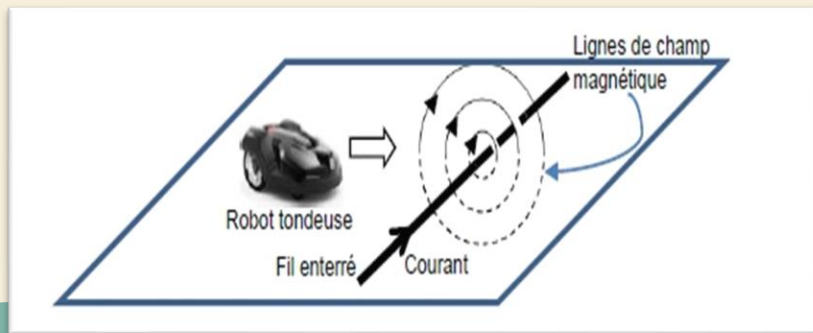 Lignes de champ
magnétique
Robot tondeuse
Fil enterré
Courant